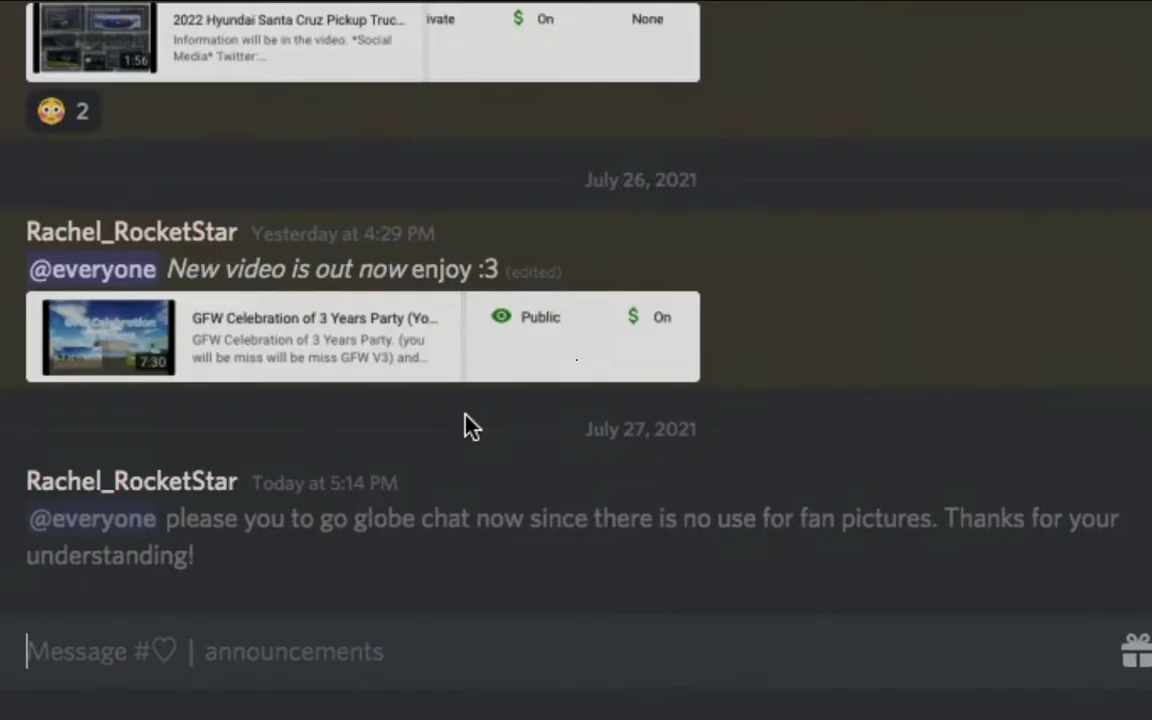 2022 Hyundai Santa Cruz Pickup Truc... ivate $ On None
Information will be in the video. *Social
Media* Twitter:...
1:56
2
July 26, 2021
Rachel_RocketStar Yesterday at 4:29 PM
@everyone New video is out now enjoy :3 (edited)
GFW Celebration of 3 Years Party (Yo... Public $ On
GFW Celebration of 3 Years Party. (you
will be miss will be miss GFW V3) and...
GFW Celebration
7:30
July 27, 2021
Rachel_RocketStar Today at 5:14 PM
@everyone please you to go globe chat now since there is no use for fan pictures. Thanks for your
understanding!
Message #♡ | announcements